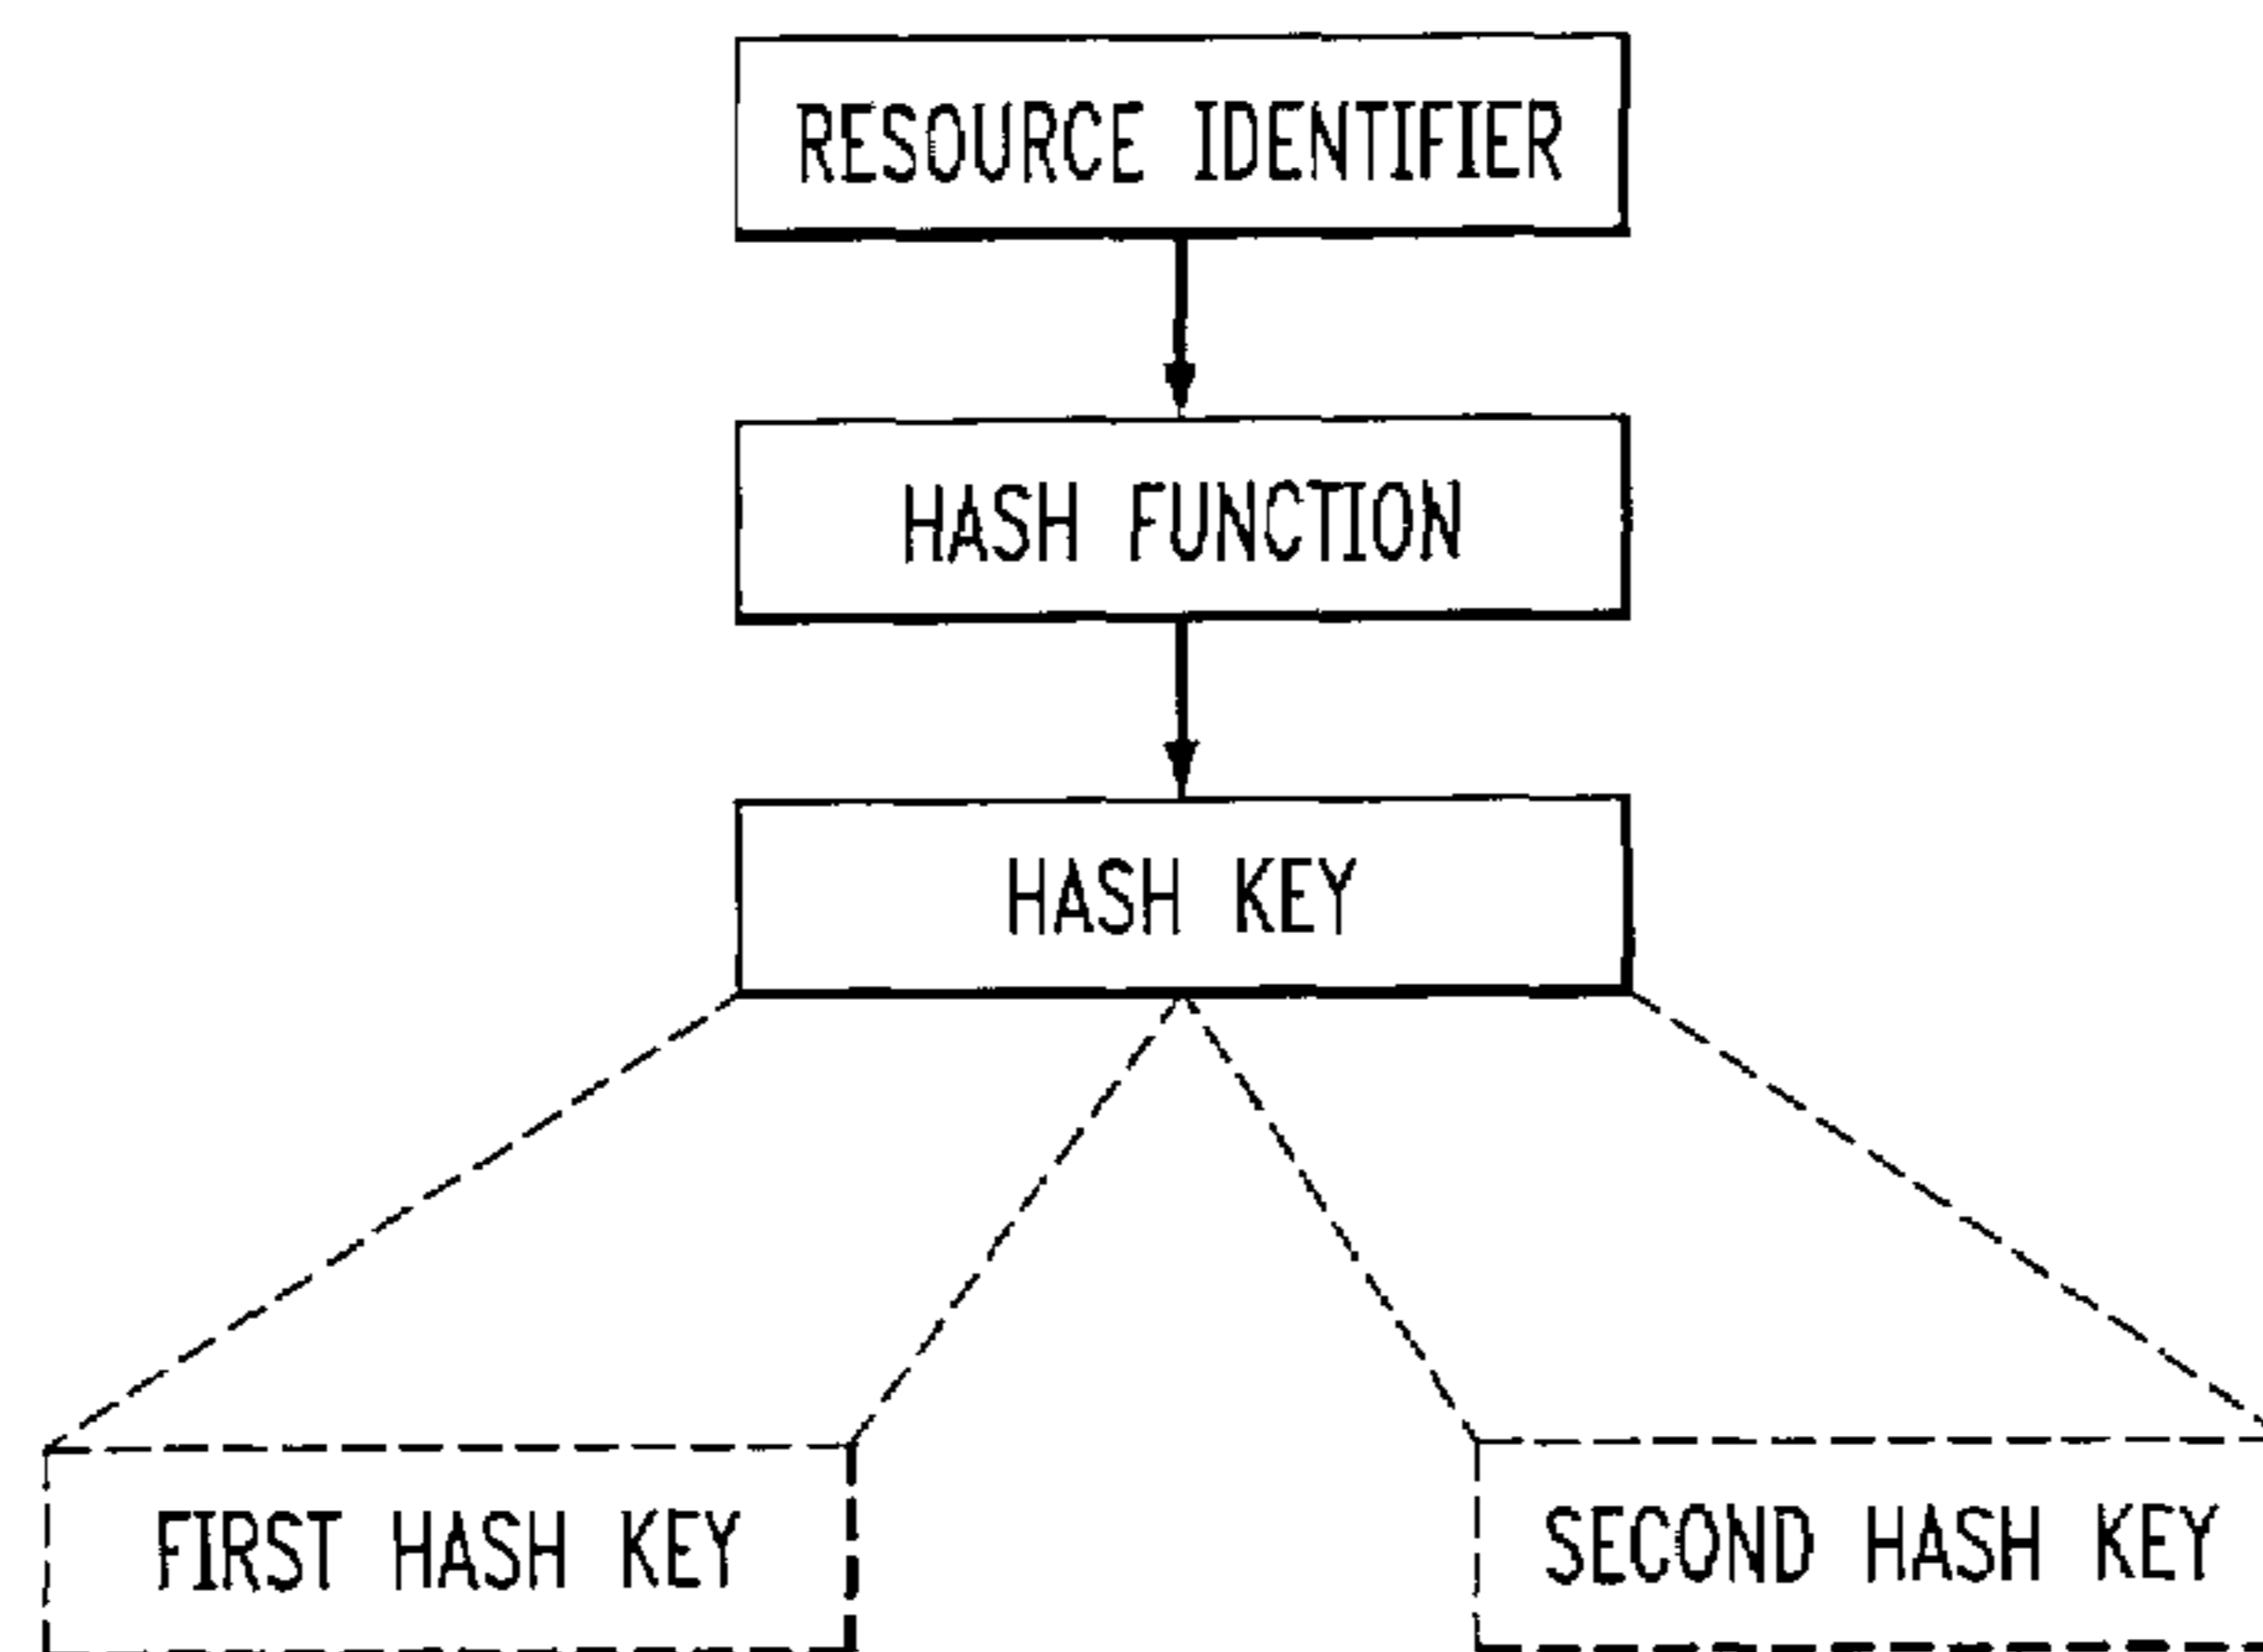 RESOURCE IDENTIFIER
HASH FUNCTION
HASH KEY
FIRST HASH KEY
SECOND HASH KEY